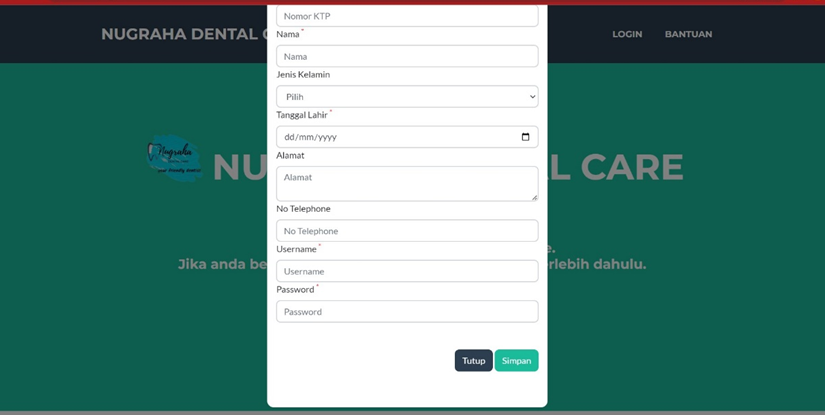 Nomor KTP
NUGRAHA DENTAL
LOGIN
BANTUAN
Nama *
Nama
Jenis Kelamin
Pilih
Tanggal Lahir *
dd/mm/yyyy
Alamat
Alamat
Nugraha
your friendly dentist
NU
L CARE
No Telephone
No Telephone
Username *
e.
Jika anda be
rlebih dahulu.
Username
Password *
Password
Tutup
Simpan